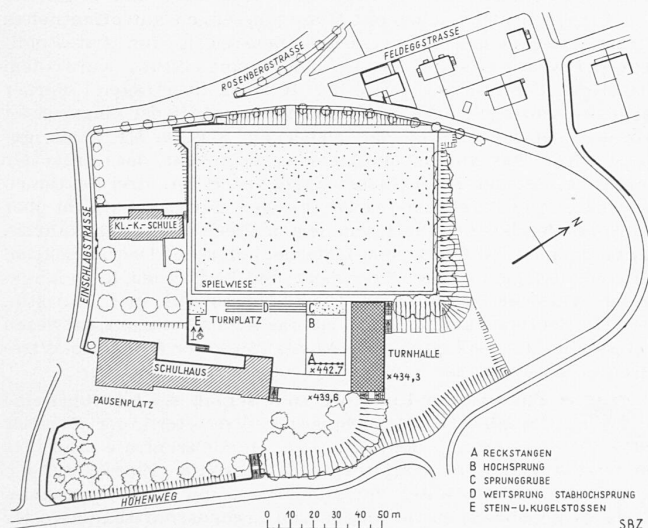 ROSENBERGSTRASSE
FELDEGGSTRASSE
EINSCHLAGSTRASSE
KL.-K.-SCHULE
N
SPIELWIESE
E
TURNPLATZ
D
C
B
A
×442.7
TURNHALLE
×434,3
SCHULHAUS
×439,6
PAUSENPLATZ
HÖHENWEG
A RECKSTANGEN
B HOCHSPRUNG
C SPRUNGGRUBE
D WEITSPRUNG STABHOCHSPRUNG
E STEIN-U.KUGELSTOSSEN
0 10 20 30 40 50 m
SBZ